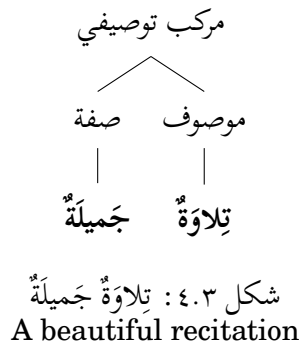 مركب توصيفي
موصوف صفة
تِلاوَةٌ جَميلَةٌ
شكل ٤.٣: تِلاوَةٌ جَميلَةٌ
A beautiful recitation